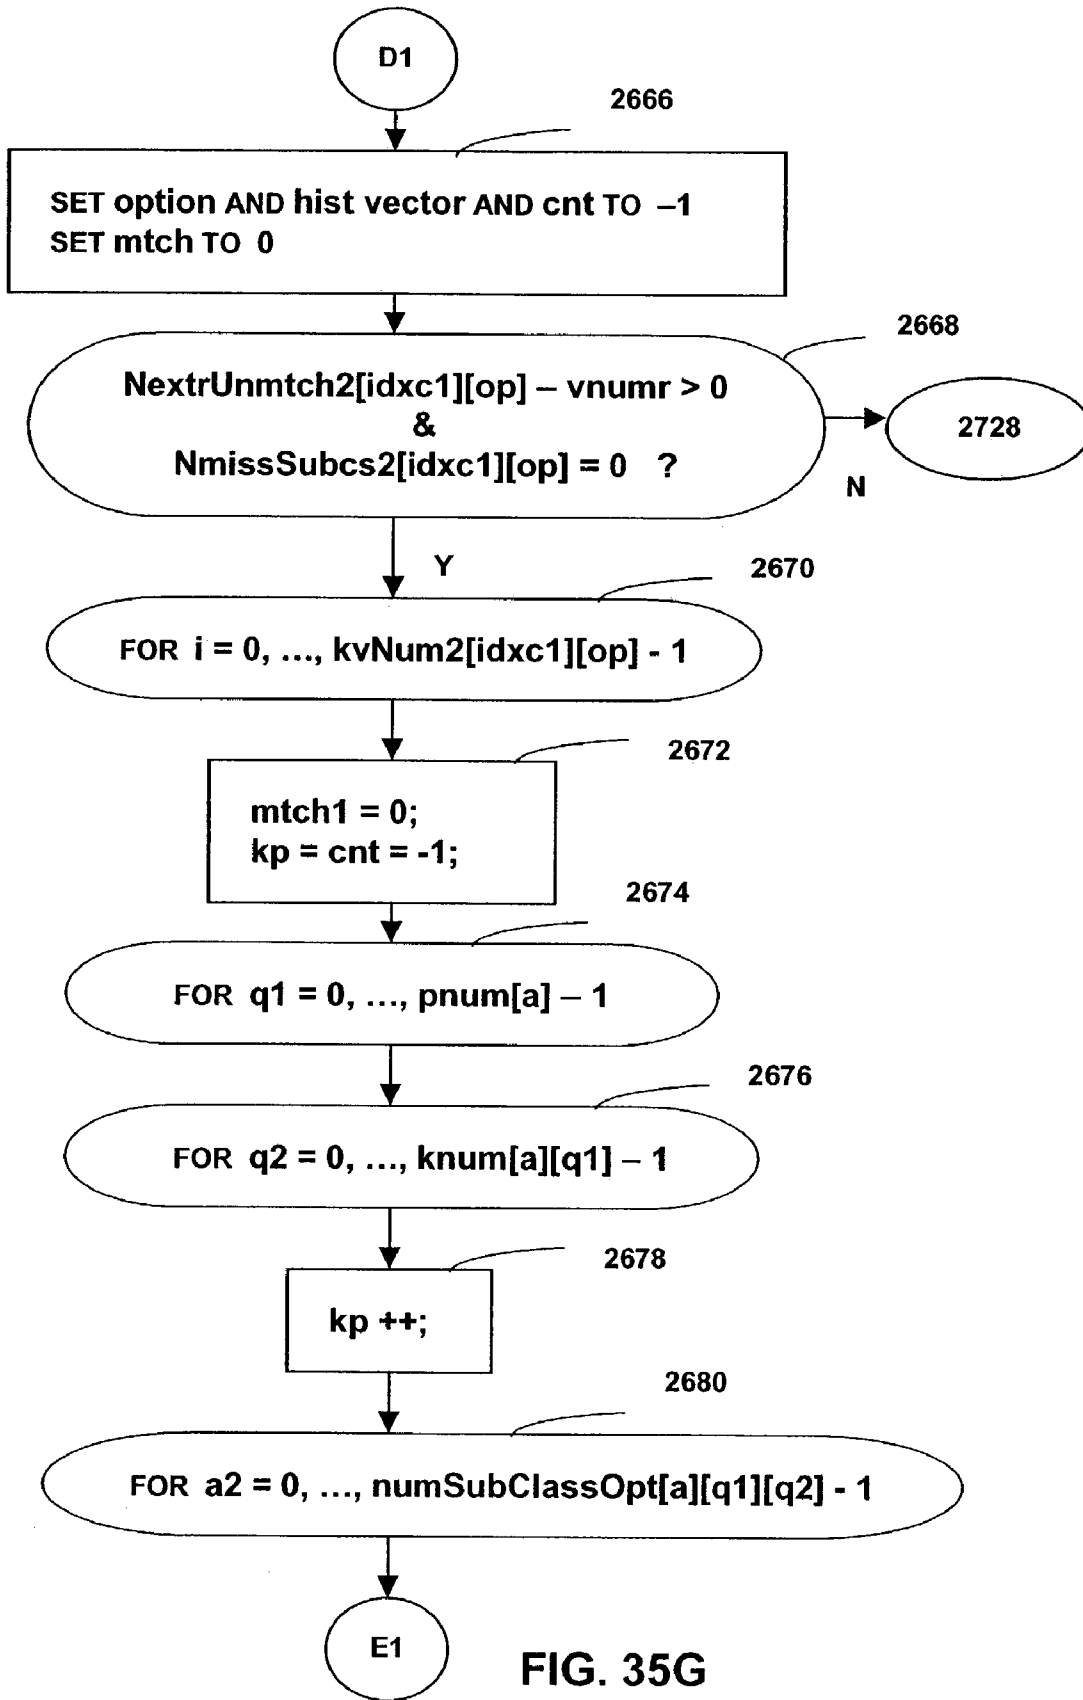 D1
2666
SET option AND hist vector AND cnt TO –1
SET mtch TO 0
2668
NextrUnmtch2[idxc1][op] – vnumr > 0
&
NmissSubcs2[idxc1][op] = 0 ?
2728
N
Y
2670
FOR i = 0, ..., kvNum2[idxc1][op] - 1
2672
mtch1 = 0;
kp = cnt = -1;
2674
FOR q1 = 0, ..., pnum[a] – 1
2676
FOR q2 = 0, ..., knum[a][q1] – 1
2678
kp ++;
2680
FOR a2 = 0, ..., numSubClassOpt[a][q1][q2] - 1
E1
FIG. 35G